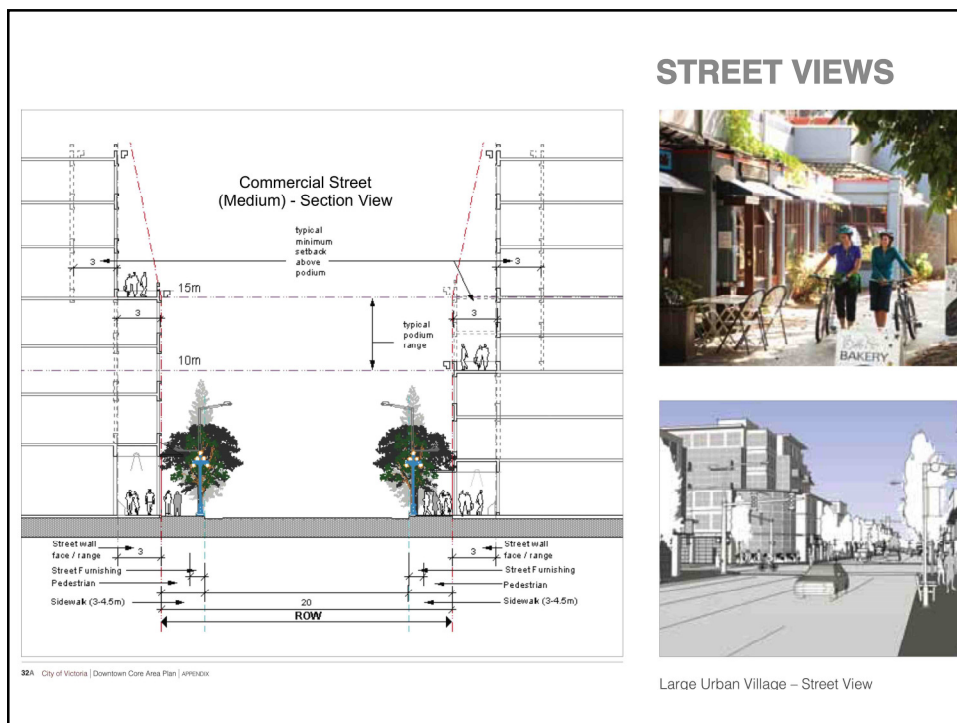 STREET VIEWS
Commercial Street
(Medium) - Section View
typical
minimum
setback
above
podium
3
3
15m
3
3
typical
podium
range
10m
BAKERY
Street wall
face / range
3
3
Street wall
face / range
Street Furnishing
Street Furnishing
Pedestrian
Pedestrian
Sidewalk (3-4.5m)
20
Sidewalk (3-4.5m)
ROW
32A City of Victoria | Downtown Core Area Plan | APPENDIX
Large Urban Village – Street View